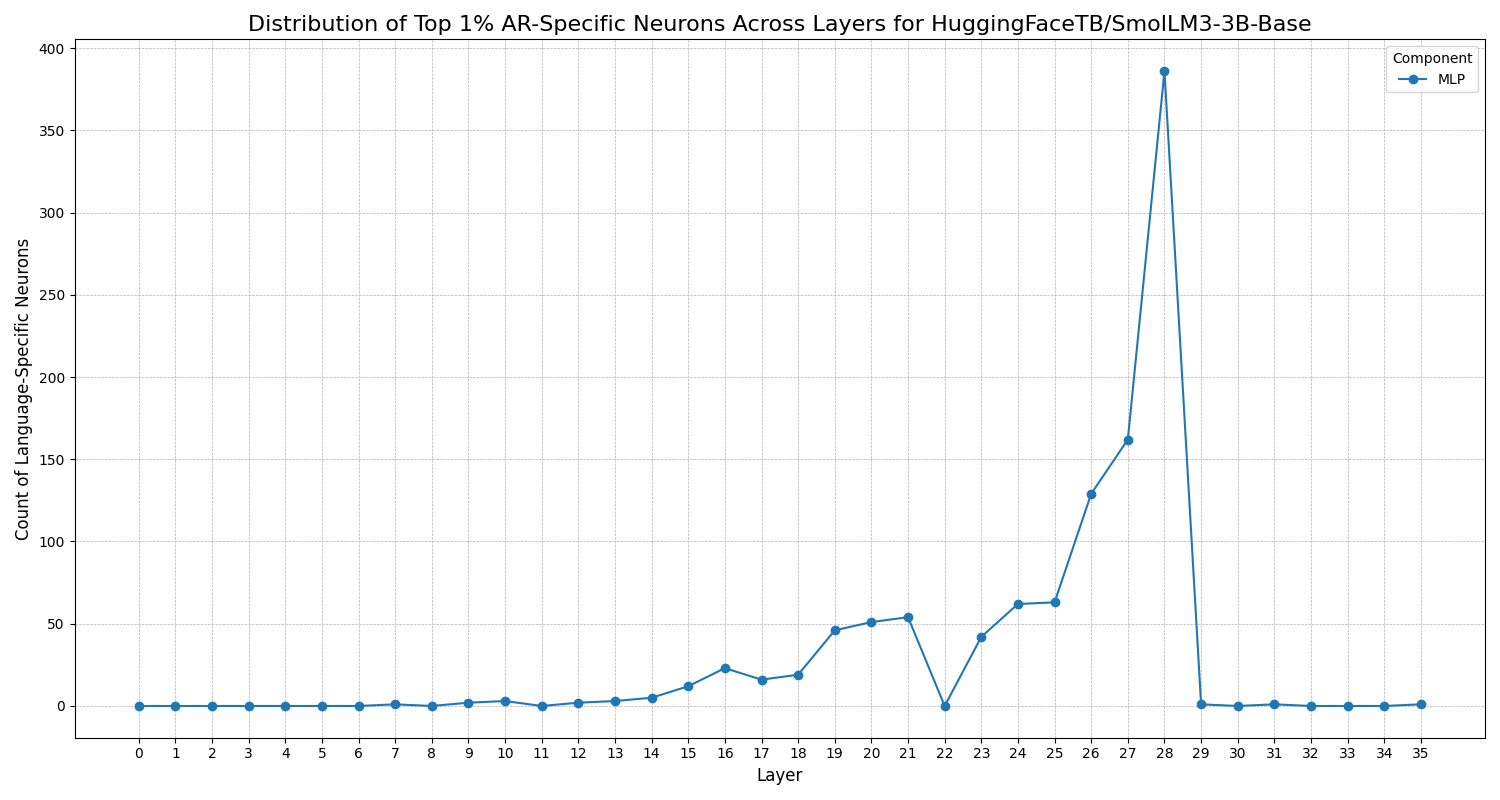 Distribution of Top 1% AR-Specific Neurons Across Layers for HuggingFaceTB/SmolLM3-3B-Base
Component
MLP
Count of Language-Specific Neurons
400
350
300
250
200
150
100
50
0
0 1 2 3 4 5 6 7 8 9 10 11 12 13 14 15 16 17 18 19 20 21 22 23 24 25 26 27 28 29 30 31 32 33 34 35
Layer